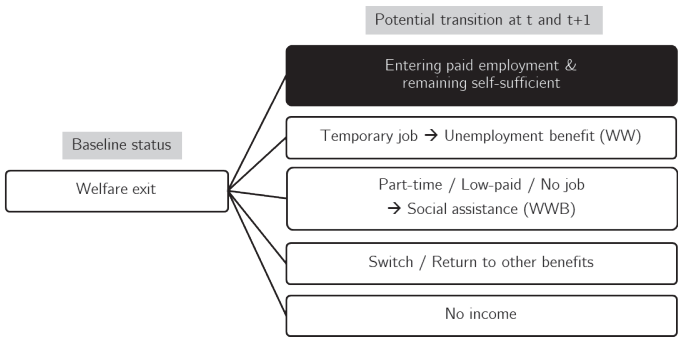 Potential transition at t and t+1
Entering paid employment &
remaining self-sufficient
Temporary job → Unemployment benefit (WW)
Baseline status
Welfare exit
Part-time / Low-paid / No job
→ Social assistance (WWB)
Switch / Return to other benefits
No income